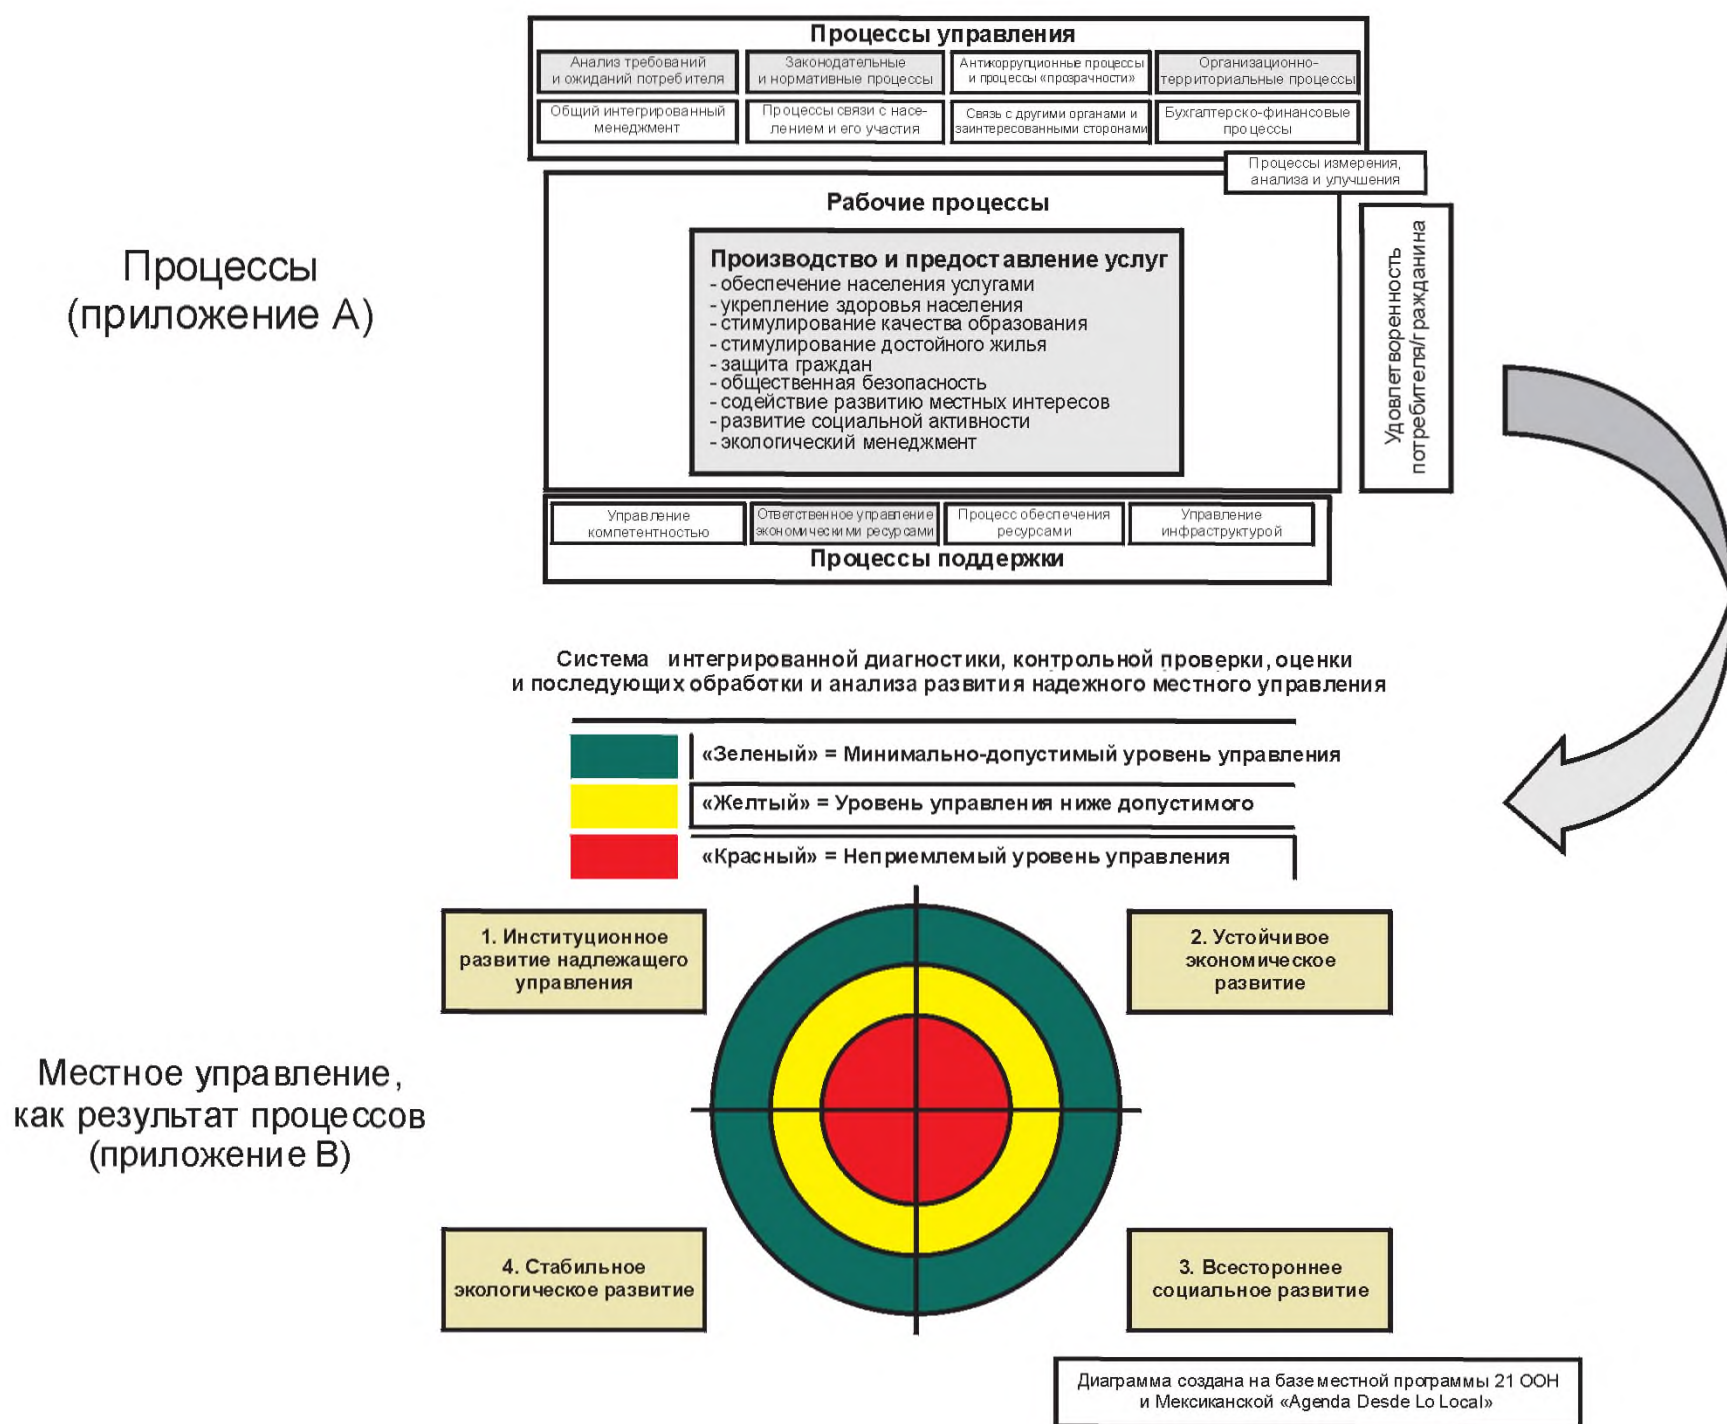 Процессы управления
Анализ требований
и ожиданий потребителя
Законодательные
и нормативные процессы
Антикоррупционные процессы
и процессы «прозрачности»
Организационно-
территориальные процессы
Общий интегрированный
менеджмент
Процессы связи с насе-
лением и его участия
Связь с другими органами и
заинтересованными сторонами
Бухгалтерско-финансовые
процессы
Процессы измерения,
анализа и улучшения
Рабочие процессы
Процессы
(приложение А)
Производство и предоставление услуг
- обеспечение населения услугами
- укрепление здоровья населения
- стимулирование качества образования
- стимулирование достойного жилья
- защита граждан
- общественная безопасность
- содействие развитию местных интересов
- развитие социальной активности
- экологический менеджмент
Удовлетворенность
потребителя/гражданина
Управление
компетентностью
Ответственное управление
экономическими ресурсами
Процесс обеспечения
ресурсами
Управление
инфраструктурой
Процессы поддержки
Система интегрированной диагностики, контрольной проверки, оценки
и последующих обработки и анализа развития надежного местного управления
«Зеленый» = Минимально-допустимый уровень управления
«Желтый» = Уровень управления ниже допустимого
«Красный» = Неприемлемый уровень управления
1. Институционное
развитие надлежащего
управления
2. Устойчивое
экономическое
развитие
Местное управление,
как результат процессов
(приложение В)
4. Стабильное
экологическое развитие
3. Всестороннее
социальное развитие
Диаграмма создана на базе местной программы 21 ООН
и Мексиканской «Agenda Desde Lo Local»